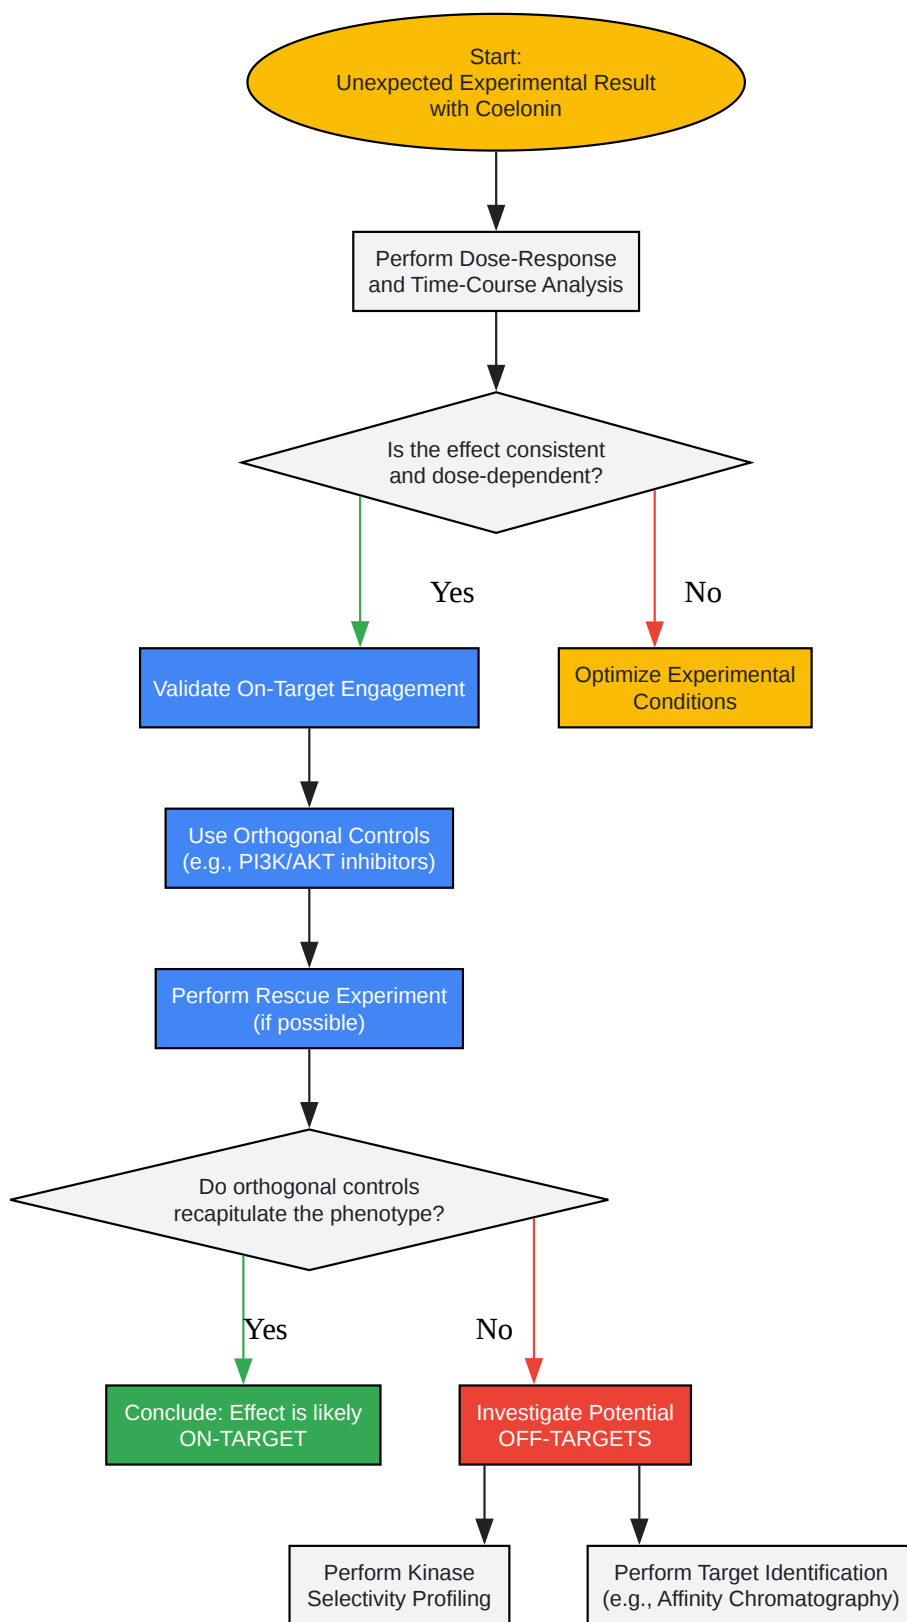 Start:
Unexpected Experimental Result
with Coelonin
Perform Dose-Response
and Time-Course Analysis
Is the effect consistent
and dose-dependent?
Yes
No
Validate On-Target Engagement
Optimize Experimental
Conditions
Use Orthogonal Controls
(e.g., PI3K/AKT inhibitors)
Perform Rescue Experiment
(if possible)
Do orthogonal controls
recapitulate the phenotype?
Yes
No
Conclude: Effect is likely
ON-TARGET
Investigate Potential
OFF-TARGETS
Perform Kinase
Selectivity Profiling
Perform Target Identification
(e.g., Affinity Chromatography)